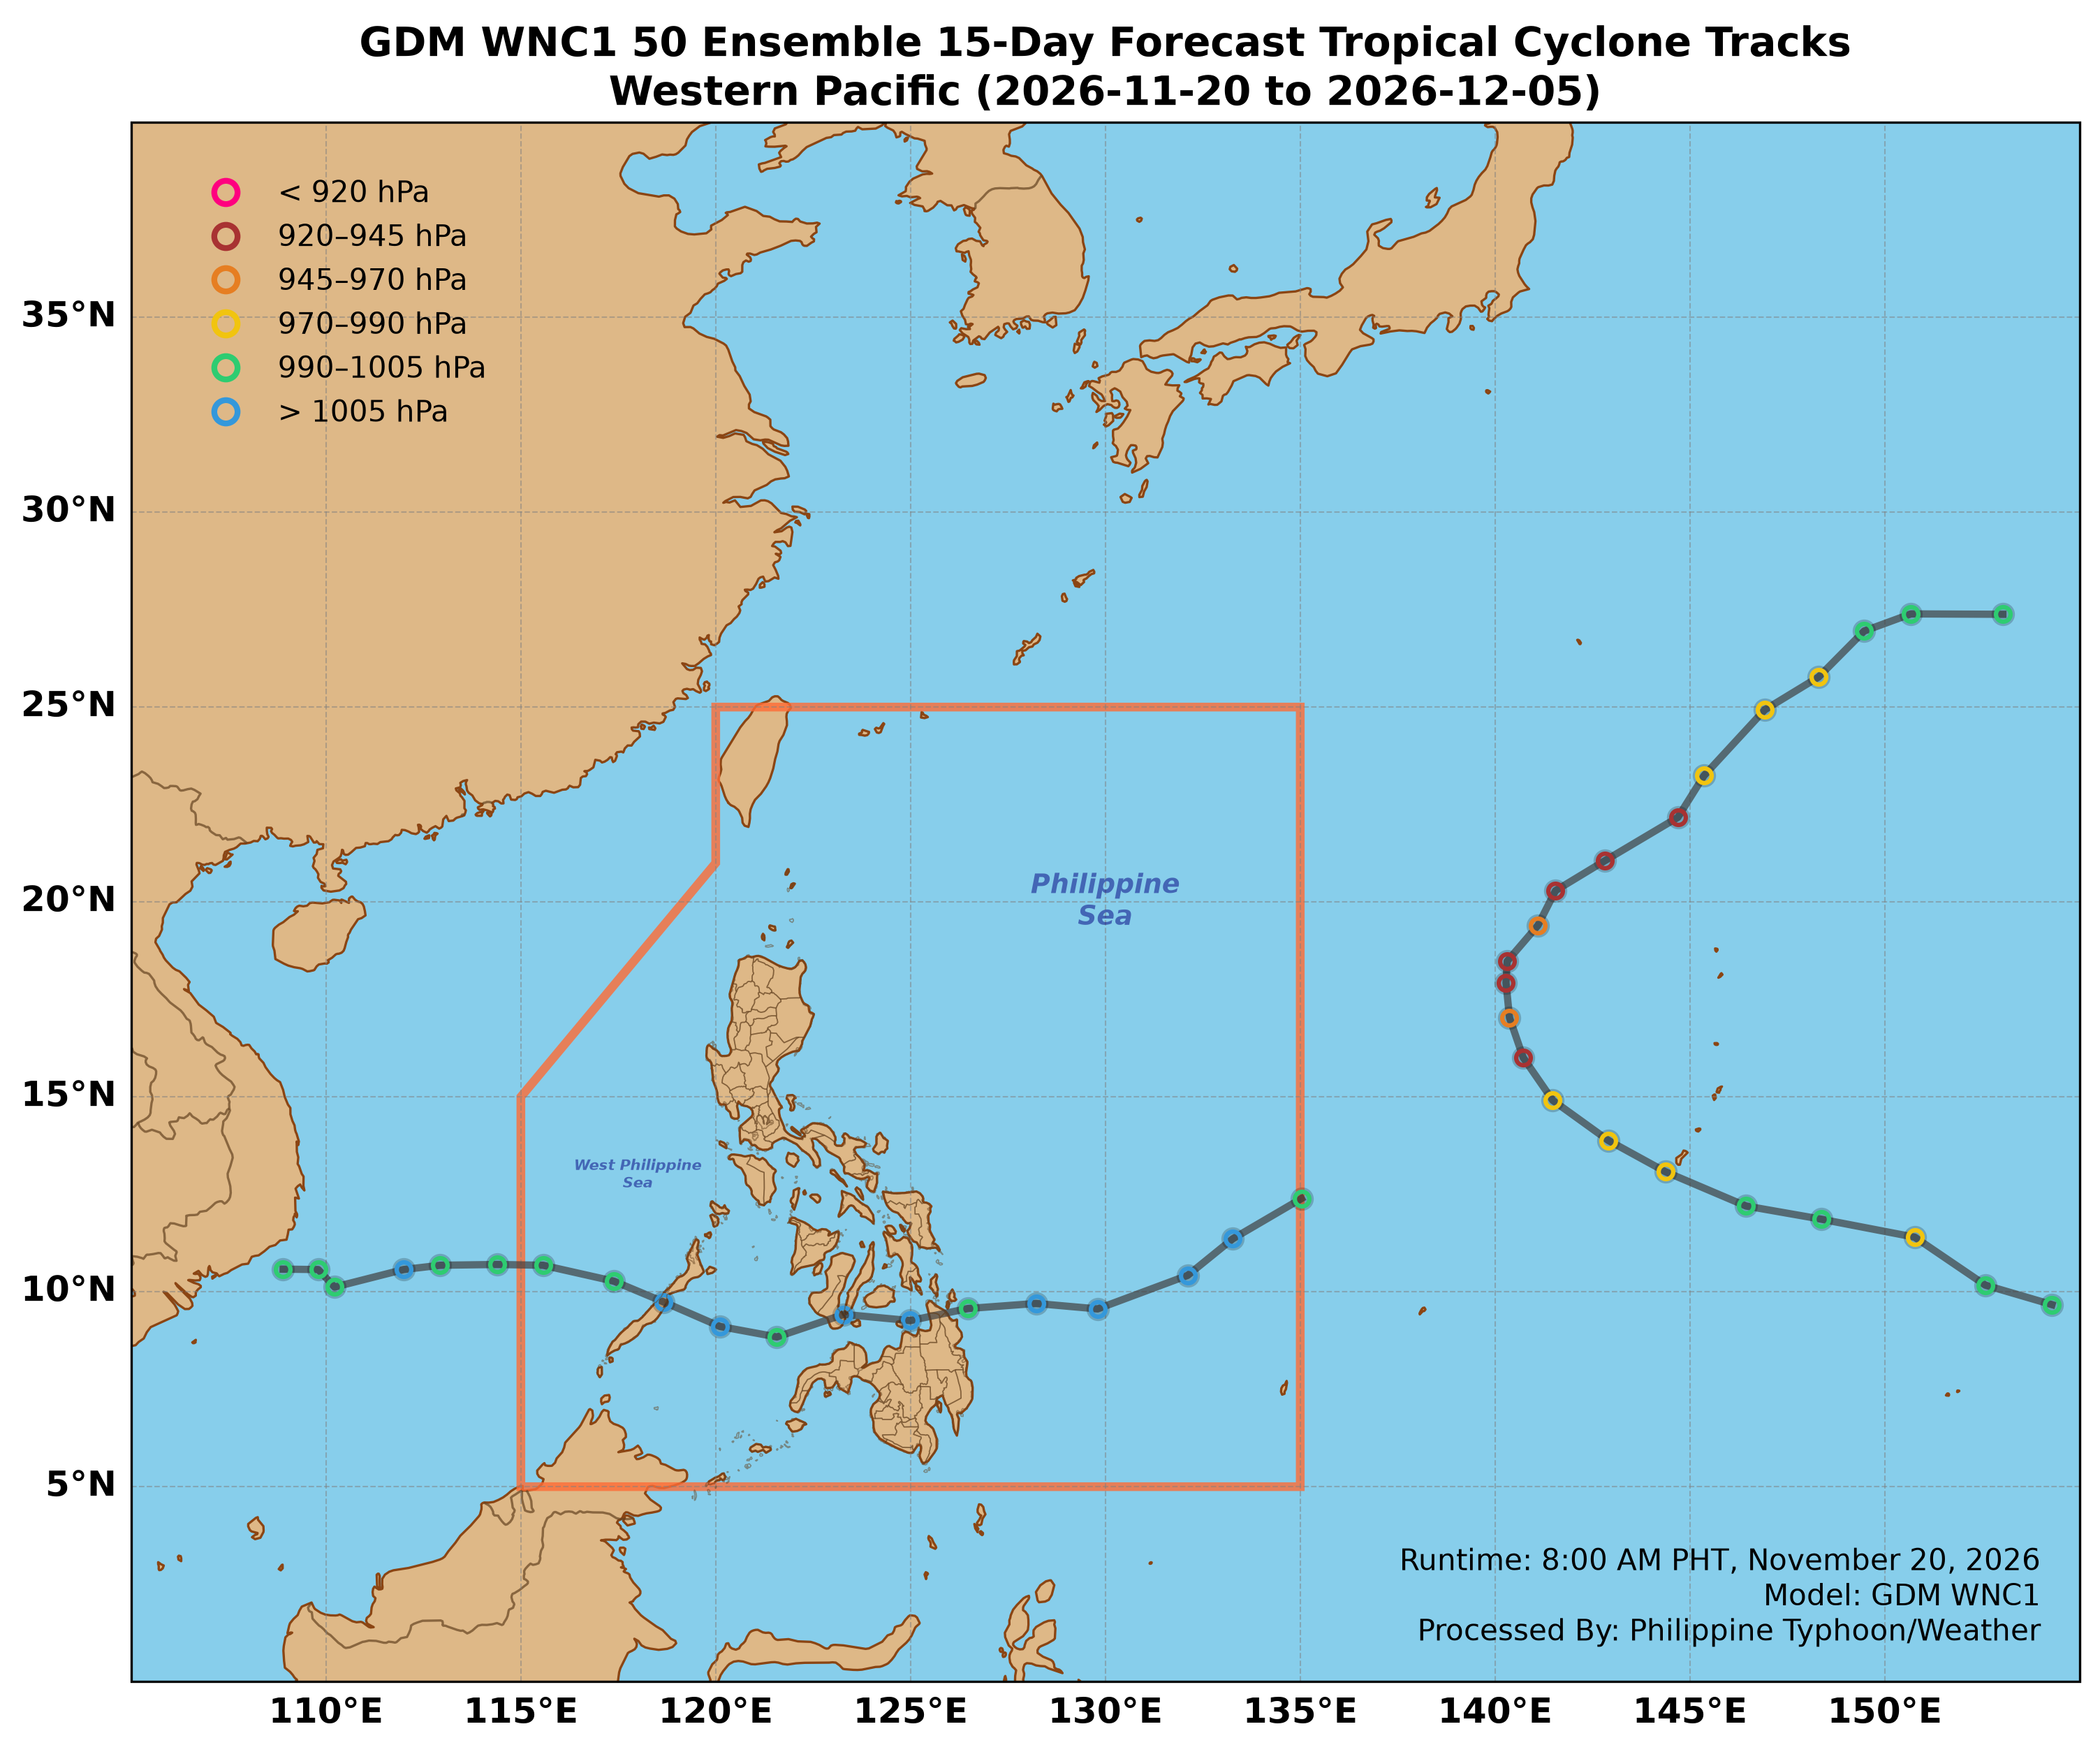 GDM WNC1 50 Ensemble 15-Day Forecast Tropical Cyclone Tracks
Western Pacific (2026-11-20 to 2026-12-05)
< 920 hPa
920–945 hPa
945–970 hPa
970–990 hPa
990–1005 hPa
> 1005 hPa
35°N
30°N
25°N
20°N
15°N
10°N
5°N
Philippine
Sea
West Philippine
Sea
Runtime: 8:00 AM PHT, November 20, 2026
Model: GDM WNC1
Processed By: Philippine Typhoon/Weather
110°E 115°E 120°E 125°E 130°E 135°E 140°E 145°E 150°E